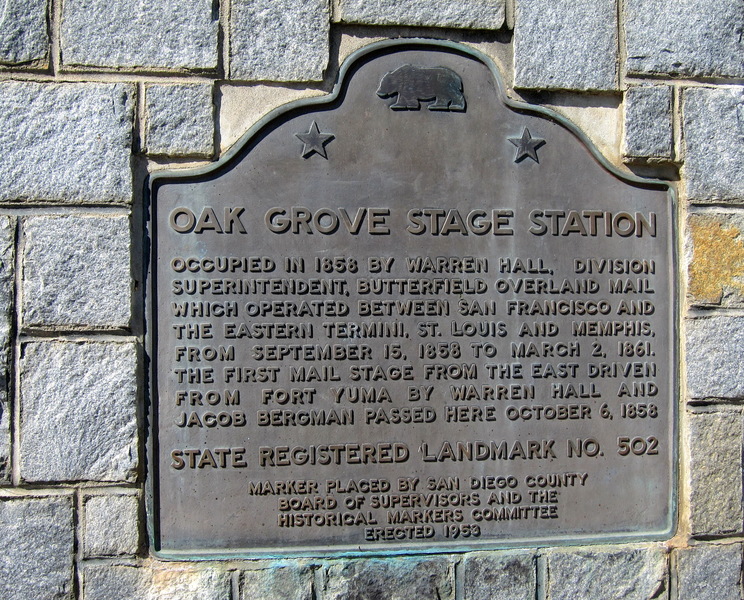 OAK GROVE STAGE STATION
OCCUPIED IN 1858 BY WARREN HALL, DIVISION
SUPERINTENDENT, BUTTERFIELD OVERLAND MAIL
WHICH OPERATED BETWEEN SAN FRANCISCO AND
THE EASTERN TERMINI, ST. LOUIS AND MEMPHIS,
FROM SEPTEMBER 15, 1858 TO MARCH 2, 1861.
THE FIRST MAIL STAGE FROM THE EAST DRIVEN
FROM FORT YUMA BY WARREN HALL AND
JACOB BERGMAN PASSED HERE OCTOBER 6, 1858
STATE REGISTERED LANDMARK NO. 502
MARKER PLACED BY SAN DIEGO COUNTY
BOARD OF SUPERVISORS AND THE
HISTORICAL MARKERS COMMITTEE
ERECTED 1953